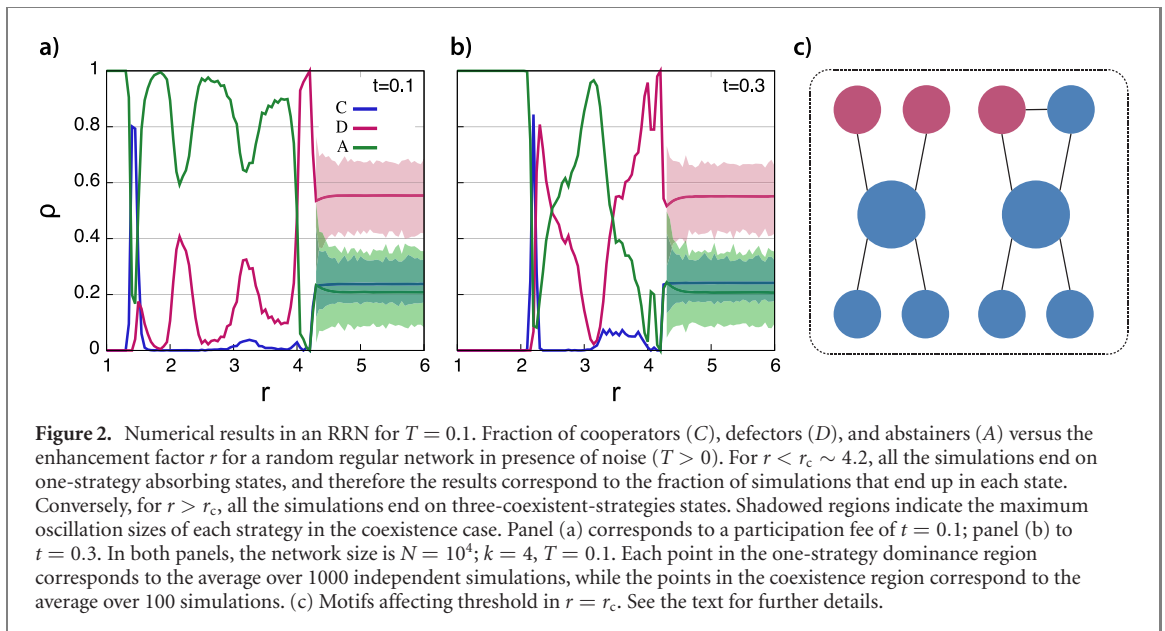 a)
b)
c)
1
0.8
0.6
0.4
0.2
0
ρ
t=0.1
C
D
A
1 2 3 4 5 6
r
t=0.3
1 2 3 4 5 6
r
Figure 2. Numerical results in an RRN for T = 0.1. Fraction of cooperators (C), defectors (D), and abstainers (A) versus the
enhancement factor r for a random regular network in presence of noise (T > 0). For r < rc ∼ 4.2, all the simulations end on
one-strategy absorbing states, and therefore the results correspond to the fraction of simulations that end up in each state.
Conversely, for r > rc, all the simulations end on three-coexistent-strategies states. Shadowed regions indicate the maximum
oscillation sizes of each strategy in the coexistence case. Panel (a) corresponds to a participation fee of t = 0.1; panel (b) to
t = 0.3. In both panels, the network size is N = 10⁴; k = 4, T = 0.1. Each point in the one-strategy dominance region
corresponds to the average over 1000 independent simulations, while the points in the coexistence region correspond to the
average over 100 simulations. (c) Motifs affecting threshold in r = rc. See the text for further details.